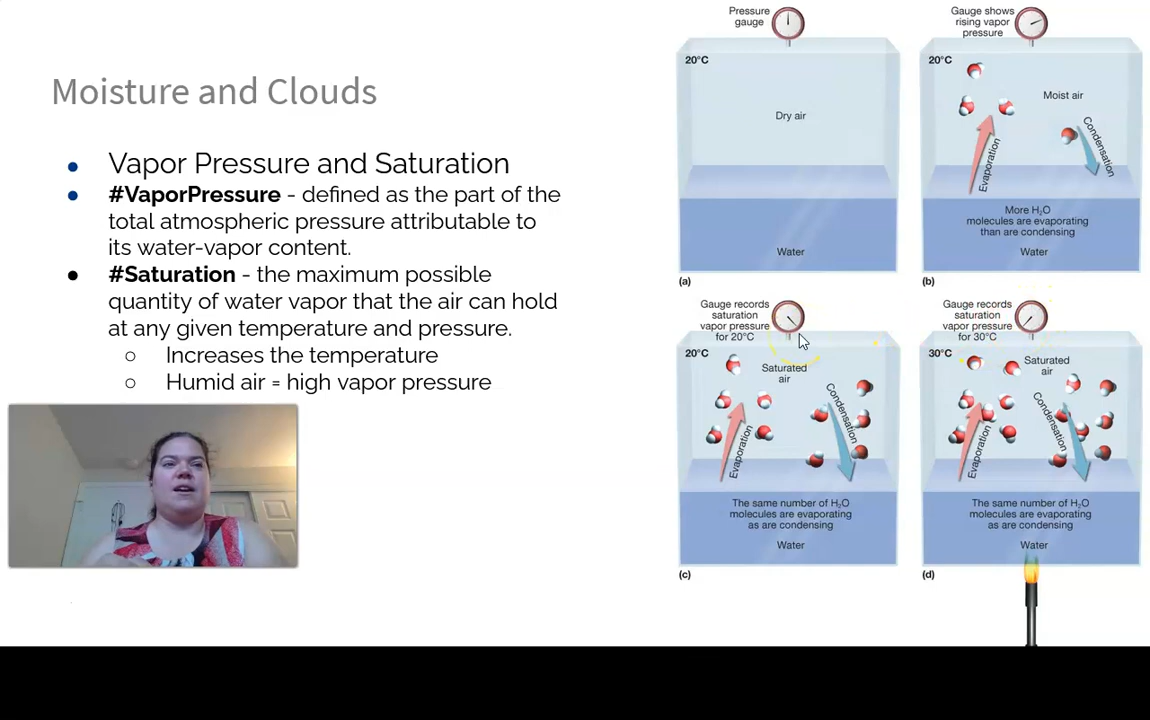 Moisture and Clouds
● Vapor Pressure and Saturation
● #VaporPressure - defined as the part of the
total atmospheric pressure attributable to
its water-vapor content.
● #Saturation - the maximum possible
quantity of water vapor that the air can hold
at any given temperature and pressure.
○ Increases the temperature
○ Humid air = high vapor pressure
Pressure
gauge
20°C
Dry air
Water
(a)
Gauge shows
rising vapor
pressure
20°C
Moist air
Evaporation
Condensation
More H₂O
molecules are evaporating
than are condensing
Water
(b)
Gauge records
saturation
vapor pressure
for 20°C
20°C
Saturated
air
Evaporation
Condensation
The same number of H₂O
molecules are evaporating
as are condensing
Water
(c)
Gauge records
saturation
vapor pressure
for 30°C
30°C
Saturated
air
Evaporation
Condensation
The same number of H₂O
molecules are evaporating
as are condensing
Water
(d)